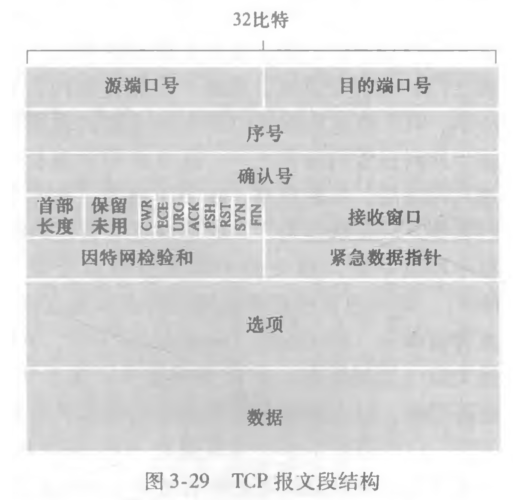 32比特
源端口号 目的端口号
序号
确认号
首部 保留 CWR ECE URG ACK PSH RST SYN FIN 接收窗口
长度 未用
因特网检验和 紧急数据指针
选项
数据
图 3-29 TCP 报文段结构